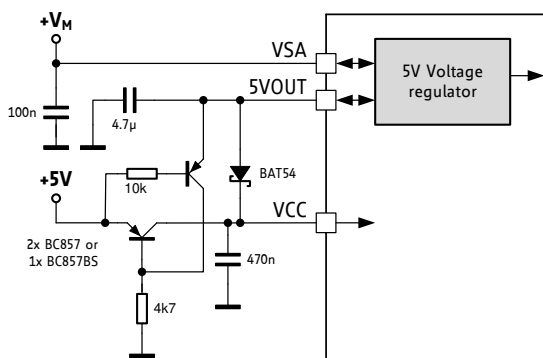 +VM
VSA
5V Voltage
regulator
5VOUT
100n
4.7µ
+5V
10k
BAT54
VCC
2x BC857 or
1x BC857BS
470n
4k7